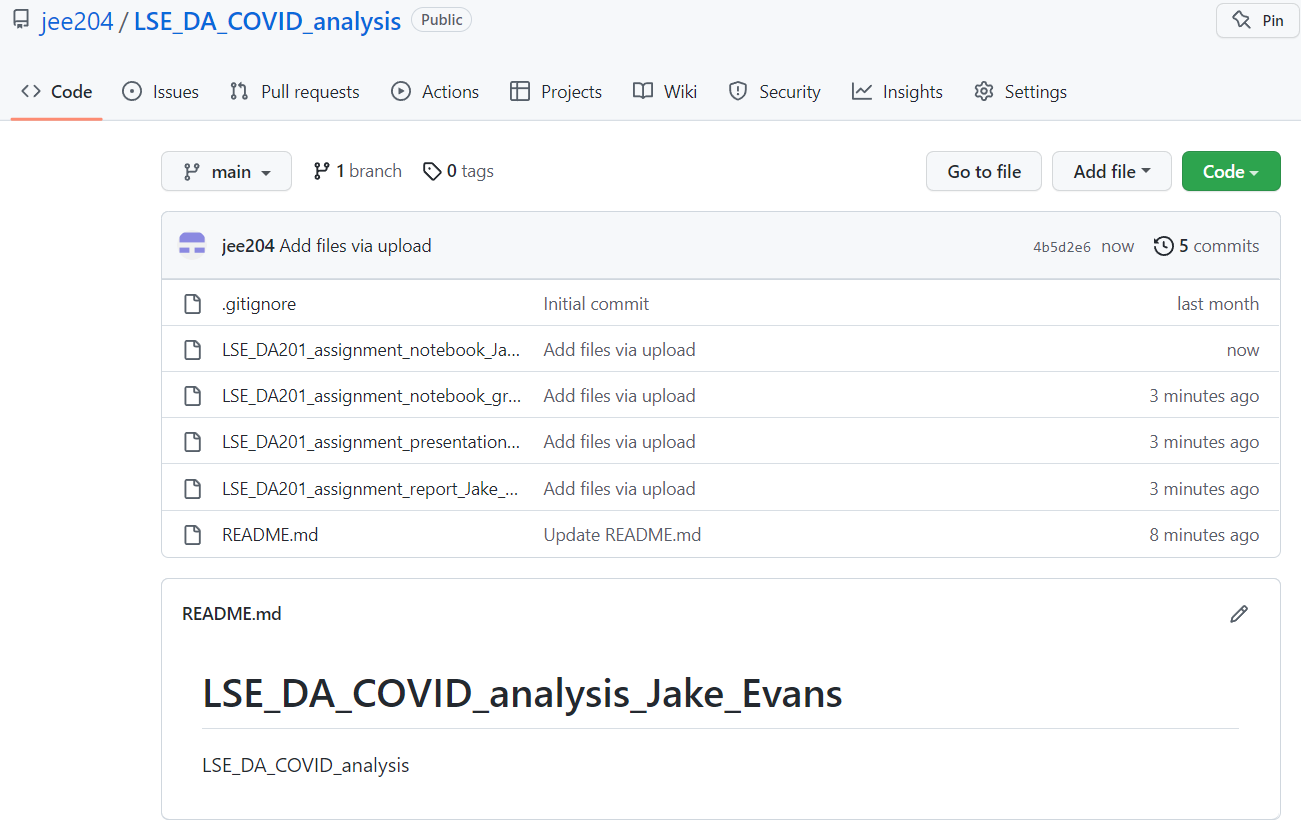 jee204 / LSE_DA_COVID_analysis Public Pin
Code Issues Pull requests Actions Projects Wiki Security Insights Settings
main 1 branch 0 tags Go to file Add file Code
jee204 Add files via upload 4b5d2e6 now 5 commits
.gitignore Initial commit last month
LSE_DA201_assignment_notebook_Ja... Add files via upload now
LSE_DA201_assignment_notebook_gr... Add files via upload 3 minutes ago
LSE_DA201_assignment_presentation... Add files via upload 3 minutes ago
LSE_DA201_assignment_report_Jake_... Add files via upload 3 minutes ago
README.md Update README.md 8 minutes ago
README.md
LSE_DA_COVID_analysis_Jake_Evans
LSE_DA_COVID_analysis